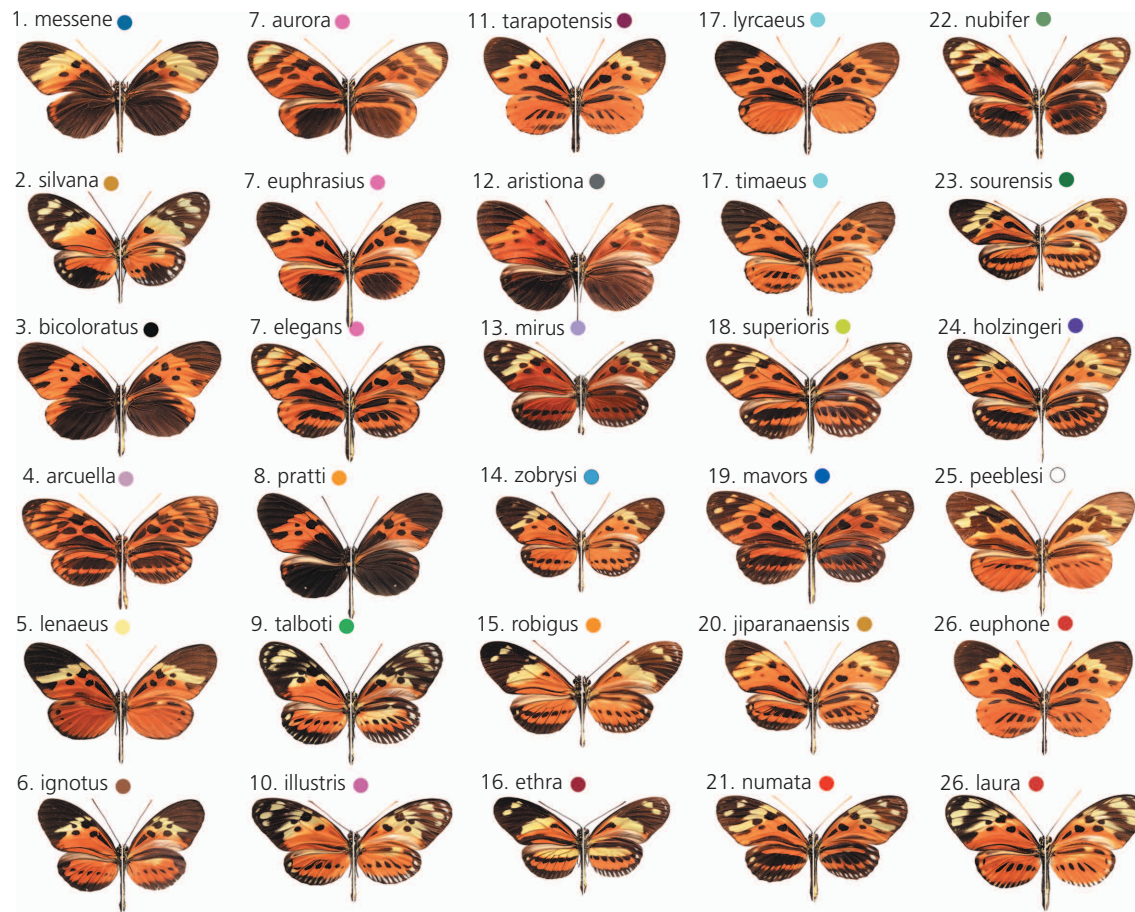 1. messene
7. aurora
11. tarapotensis
17. lyrcaeus
22. nubifer
2. silvana
7. euphrasius
12. aristiona
17. timaeus
23. sourensis
3. bicoloratus
7. elegans
13. mirus
18. superioris
24. holzingeri
4. arcuella
8. pratti
14. zobrysi
19. mavors
25. peeblesi
5. lenaeus
9. talboti
15. robigus
20. jiparanaensis
26. euphone
6. ignotus
10. illustris
16. ethra
21. numata
26. laura